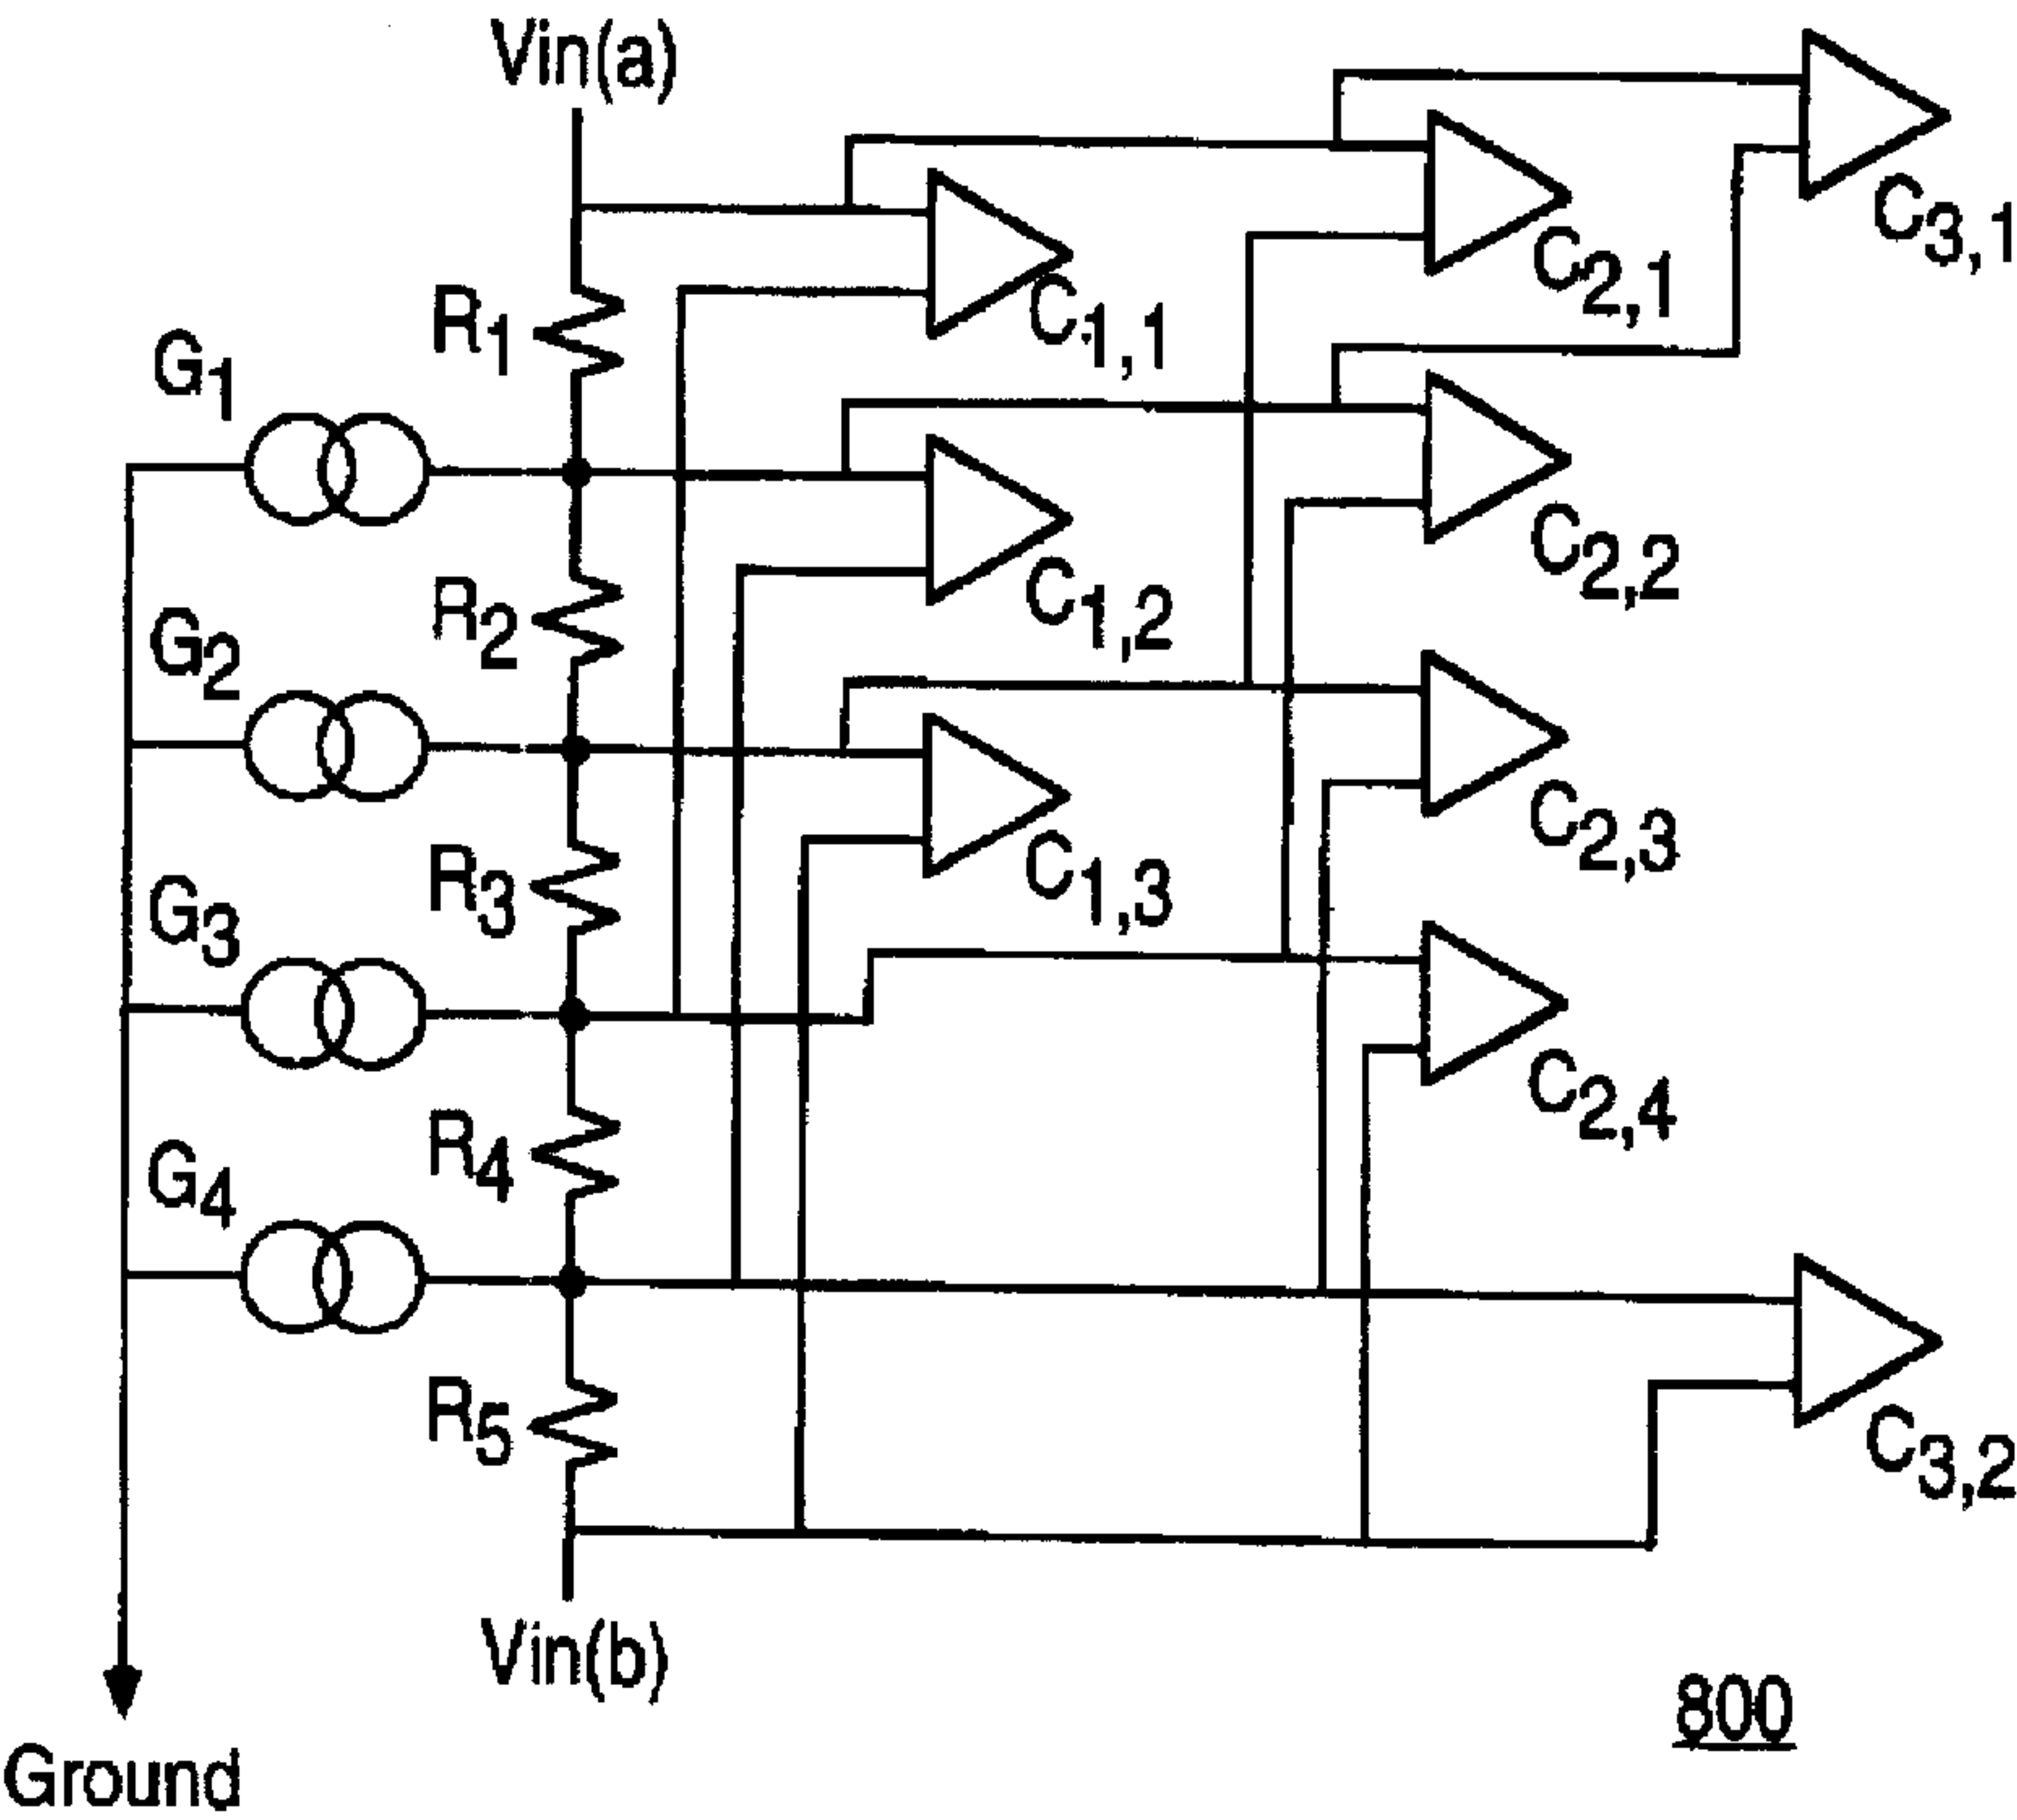 Vin(a)
C3,1
C2,1
R1
C1,1
G1
C2,2
R2
C1,2
G2
C2,3
R3
C1,3
G3
C2,4
R4
G4
R5
C3,2
Vin(b)
800
Ground